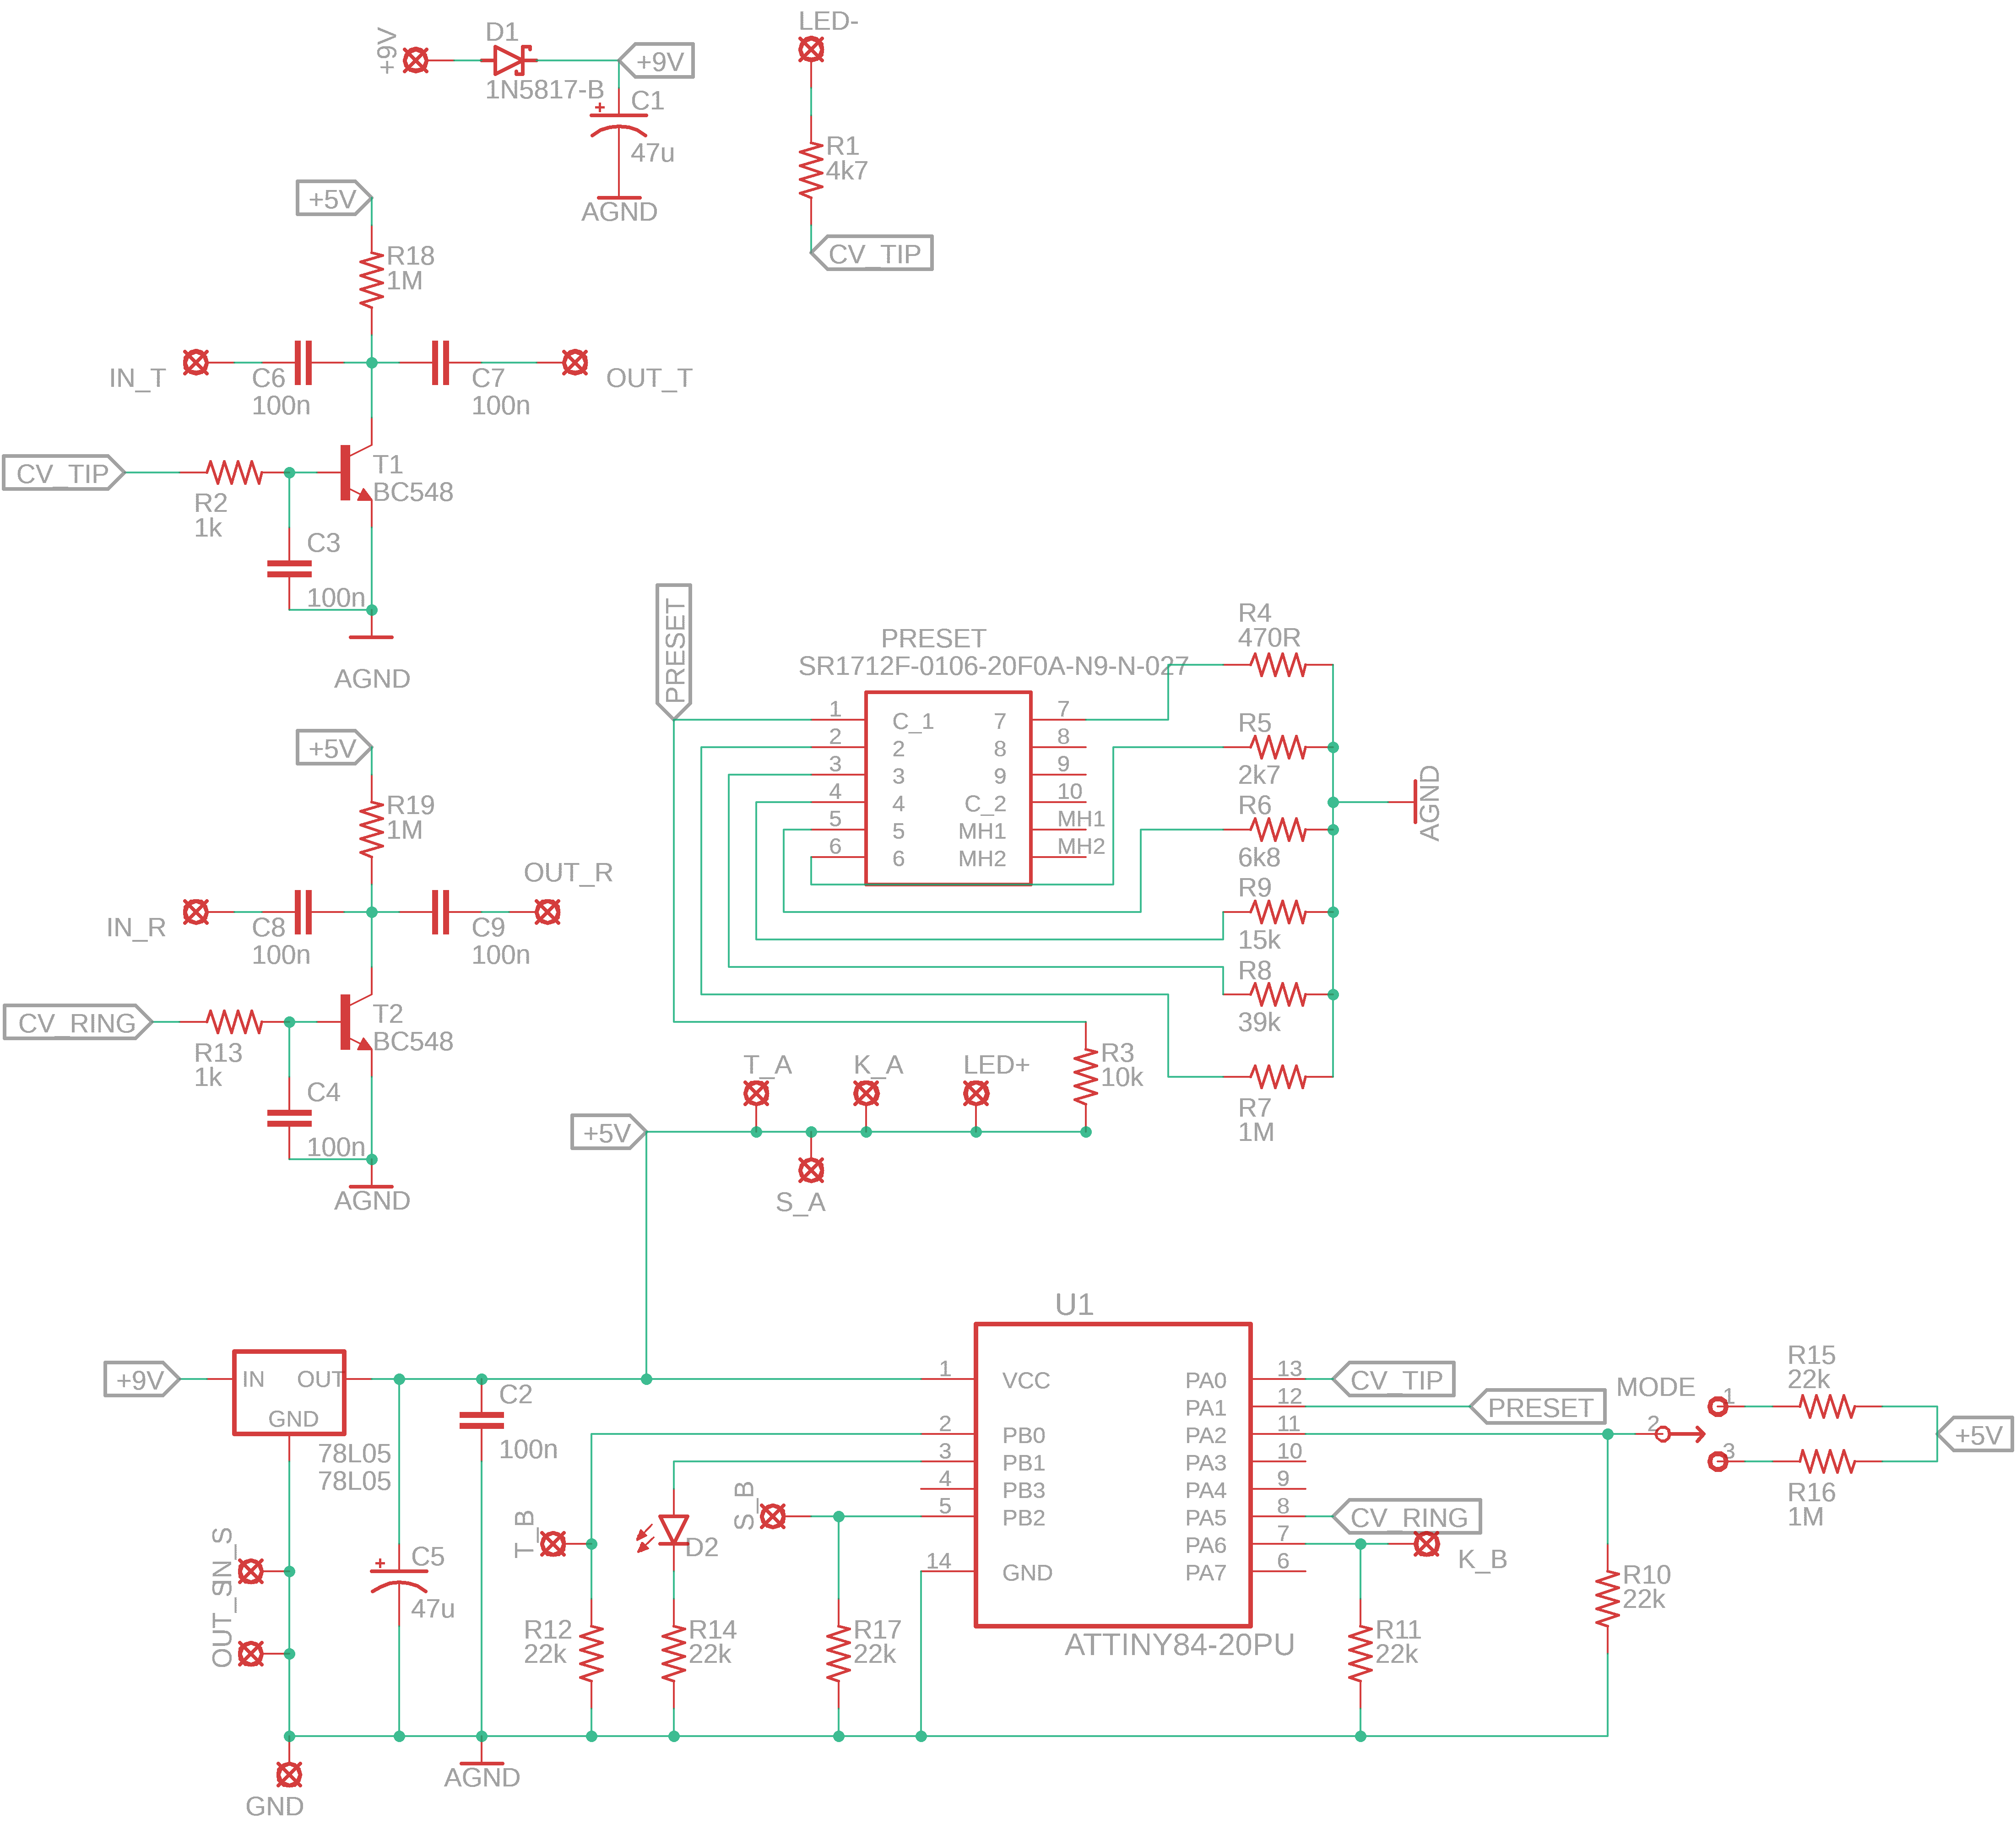 LED-
+9V
D1
1N5817-B
+9V
C1
47u
AGND
R1
4k7
CV_TIP
+5V
R18
1M
IN_T
C6
100n
C7
100n
OUT_T
CV_TIP
R2
1k
T1
BC548
C3
100n
AGND
+5V
R19
1M
IN_R
C8
100n
C9
100n
OUT_R
CV_RING
R13
1k
T2
BC548
C4
100n
AGND
PRESET
PRESET
SR1712F-0106-20F0A-N9-N-027
1 C_1 7 7
2 2 8 8
3 3 9 9
4 4 C_2 10
5 5 MH1 MH1
6 6 MH2 MH2
R4
470R
R5
2k7
R6
6k8
R9
15k
R8
39k
R7
1M
AGND
R3
10k
T_A
K_A
LED+
+5V
S_A
+9V
IN OUT
GND
78L05
78L05
C2
100n
IN_S
OUT_S
C5
47u
GND
AGND
T_B
D2
S_B
R12
22k
R14
22k
R17
22k
U1
1 VCC PA0 13
PA1 12
2 PB0 PA2 11
3 PB1 PA3 10
4 PB3 PA4 9
5 PB2 PA5 8
PA6 7
14 GND PA7 6
ATTINY84-20PU
CV_TIP
PRESET
CV_RING
K_B
R11
22k
MODE
1
2
3
R15
22k
R16
1M
+5V
R10
22k